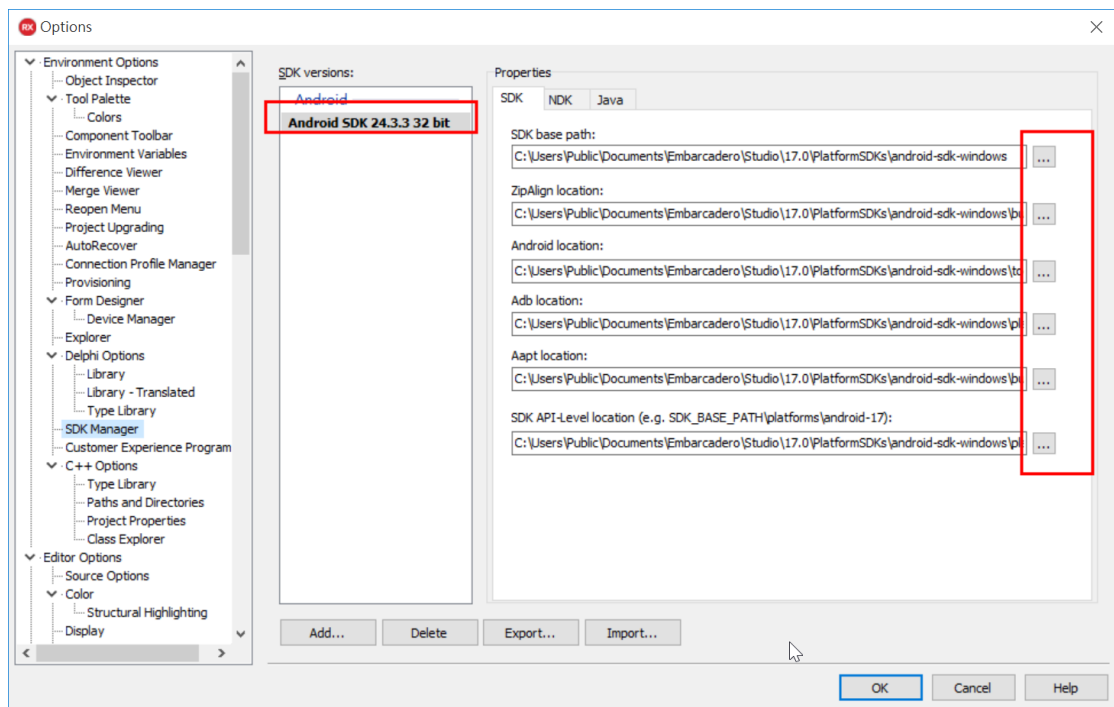 RX Options
Environment Options
Object Inspector
Tool Palette
Colors
Component Toolbar
Environment Variables
Difference Viewer
Merge Viewer
Reopen Menu
Project Upgrading
AutoRecover
Connection Profile Manager
Provisioning
Form Designer
Device Manager
Explorer
Delphi Options
Library
Library - Translated
Type Library
SDK Manager
Customer Experience Program
C++ Options
Type Library
Paths and Directories
Project Properties
Class Explorer
Editor Options
Source Options
Color
Structural Highlighting
Display
SDK versions:
Android
Android SDK 24.3.3 32 bit
Properties
SDK NDK Java
SDK base path:
C:\Users\Public\Documents\Embarcadero\Studio\17.0\PlatformSDKs\android-sdk-windows ...
ZipAlign location:
C:\Users\Public\Documents\Embarcadero\Studio\17.0\PlatformSDKs\android-sdk-windows\bu ...
Android location:
C:\Users\Public\Documents\Embarcadero\Studio\17.0\PlatformSDKs\android-sdk-windows\to ...
Adb location:
C:\Users\Public\Documents\Embarcadero\Studio\17.0\PlatformSDKs\android-sdk-windows\pl ...
Aapt location:
C:\Users\Public\Documents\Embarcadero\Studio\17.0\PlatformSDKs\android-sdk-windows\bu ...
SDK API-Level location (e.g. SDK_BASE_PATH\platforms\android-17):
C:\Users\Public\Documents\Embarcadero\Studio\17.0\PlatformSDKs\android-sdk-windows\pl ...
Add... Delete Export... Import...
OK Cancel Help